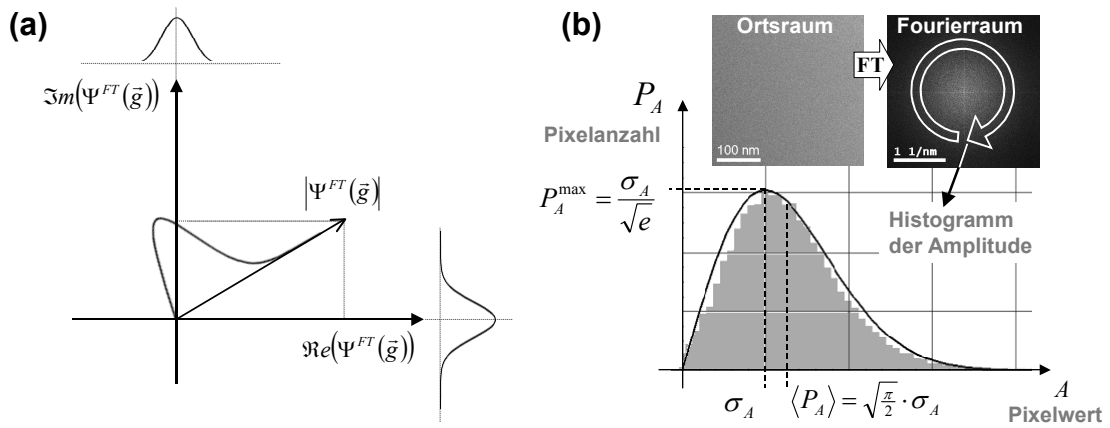 (a)
ℑm(Ψ^FT(g⃗))
|Ψ^FT(g⃗)|
ℜe(Ψ^FT(g⃗))
(b)
Ortsraum
FT
Fourierraum
100 nm
1 1/nm
P_A
Pixelanzahl
P_A^max = σ_A/√e
Histogramm
der Amplitude
σ_A
⟨P_A⟩ = √(π/2) · σ_A
A
Pixelwert